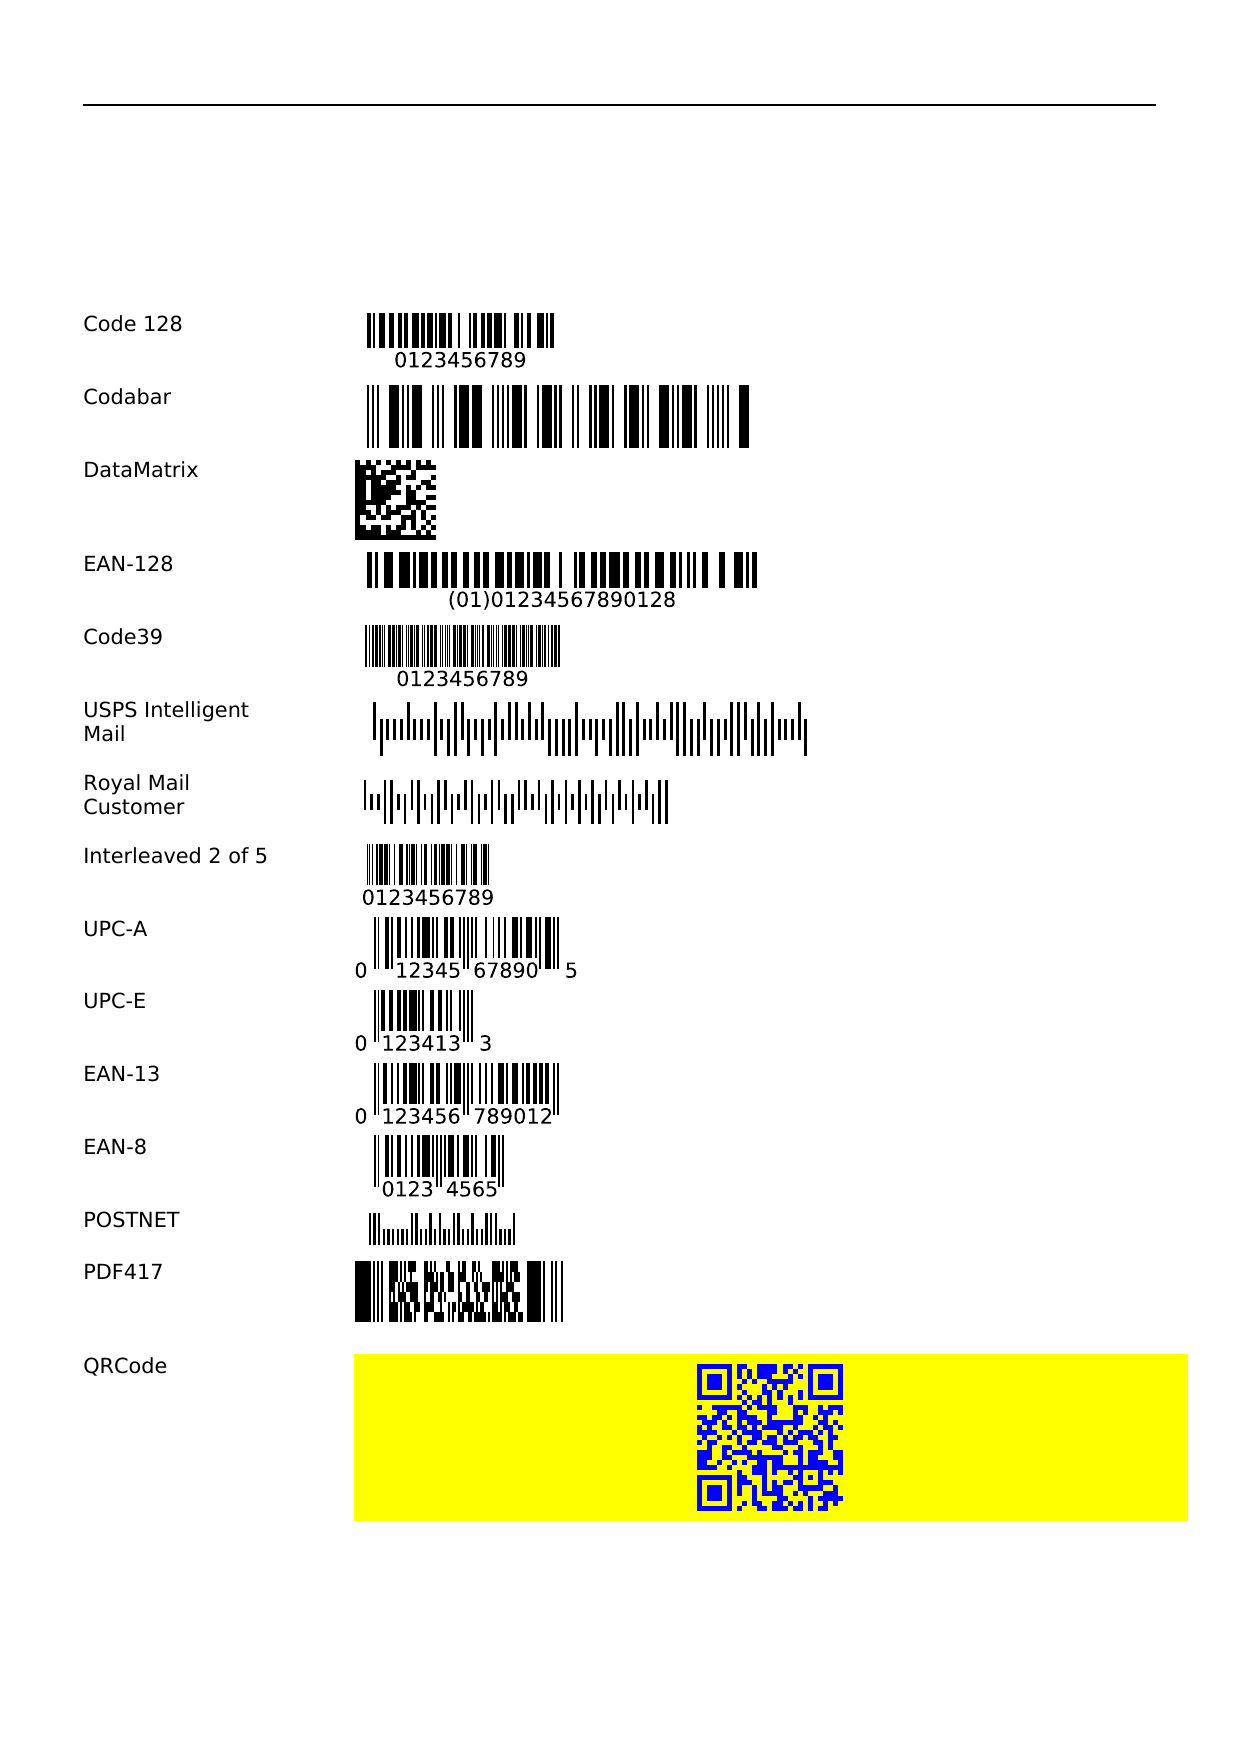 Code 128
0123456789
Codabar
DataMatrix
EAN-128
(01)01234567890128
Code39
0123456789
USPS Intelligent
Mail
Royal Mail
Customer
Interleaved 2 of 5
0123456789
UPC-A
0 12345 67890 5
UPC-E
0 123413 3
EAN-13
0 123456 789012
EAN-8
0123 4565
POSTNET
PDF417
QRCode